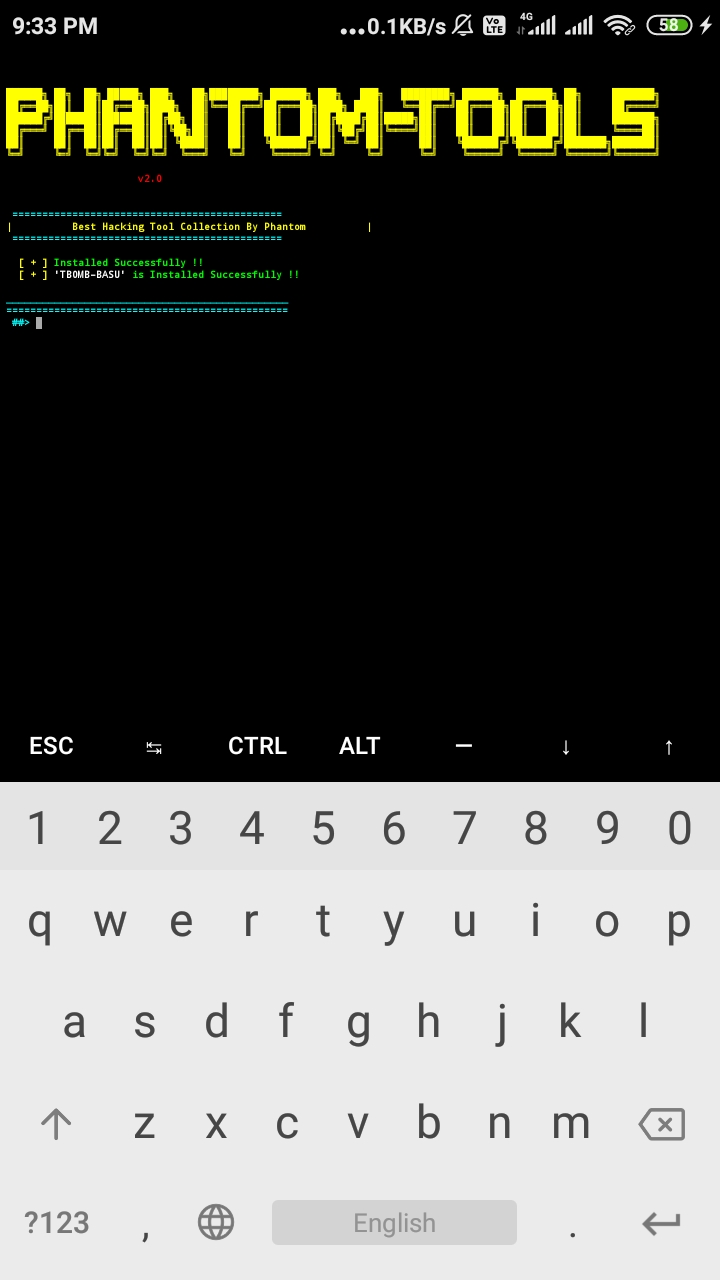 9:33 PM ...0.1KB/s Vo LTE 4G 58
PHANTOM-TOOLS
v2.0
=============================================
| Best Hacking Tool Collection By Phantom |
=============================================
[ + ] Installed Successfully !!
[ + ] 'TBOMB-BASU' is Installed Successfully !!
===============================================
##>
ESC ↹ CTRL ALT — ↓ ↑
1 2 3 4 5 6 7 8 9 0
q w e r t y u i o p
a s d f g h j k l
z x c v b n m
?123 , English .